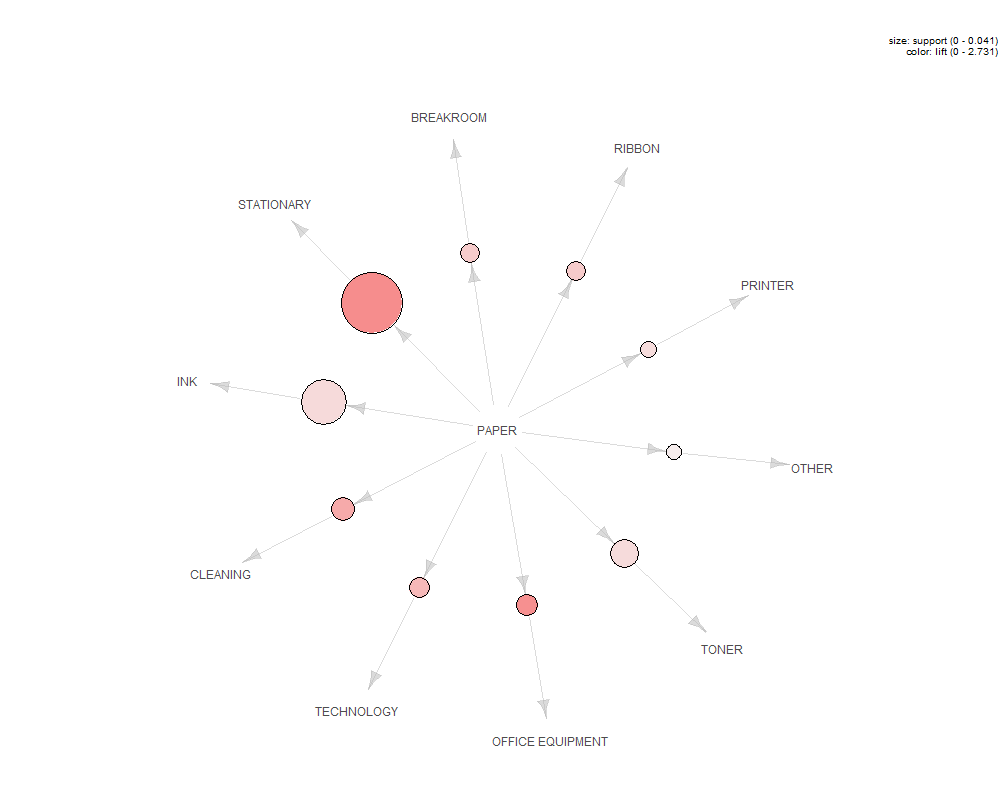 size: support (0 - 0.041)
color: lift (0 - 2.731)
BREAKROOM
RIBBON
STATIONARY
PRINTER
INK
PAPER
OTHER
CLEANING
TONER
TECHNOLOGY
OFFICE EQUIPMENT